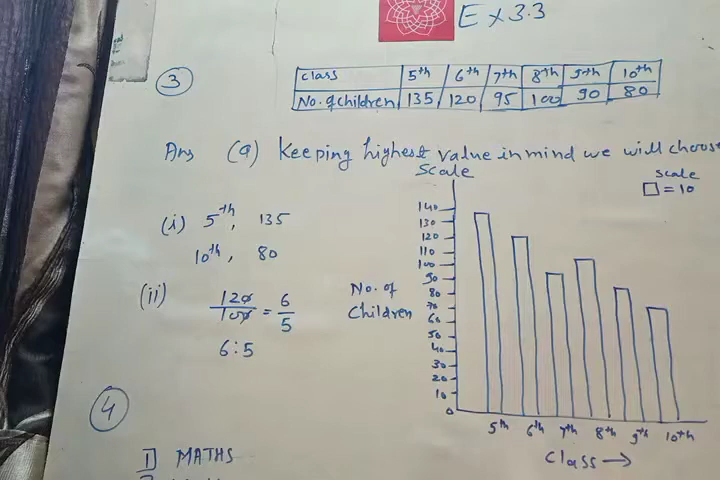 Ex 3.3
3
Class 5th 6th 7th 8th 9th 10th
No. of children 135 120 95 100 90 80
Ans (a) Keeping highest value in mind we will choose
Scale
Scale
□ = 10
(i) 5th, 135
10th, 80
(ii) 120/100 = 6/5
6:5
No. of
Children
140
130
120
110
100
90
80
70
60
50
40
30
20
10
0
5th 6th 7th 8th 9th 10th
Class →
4
1] MATHS